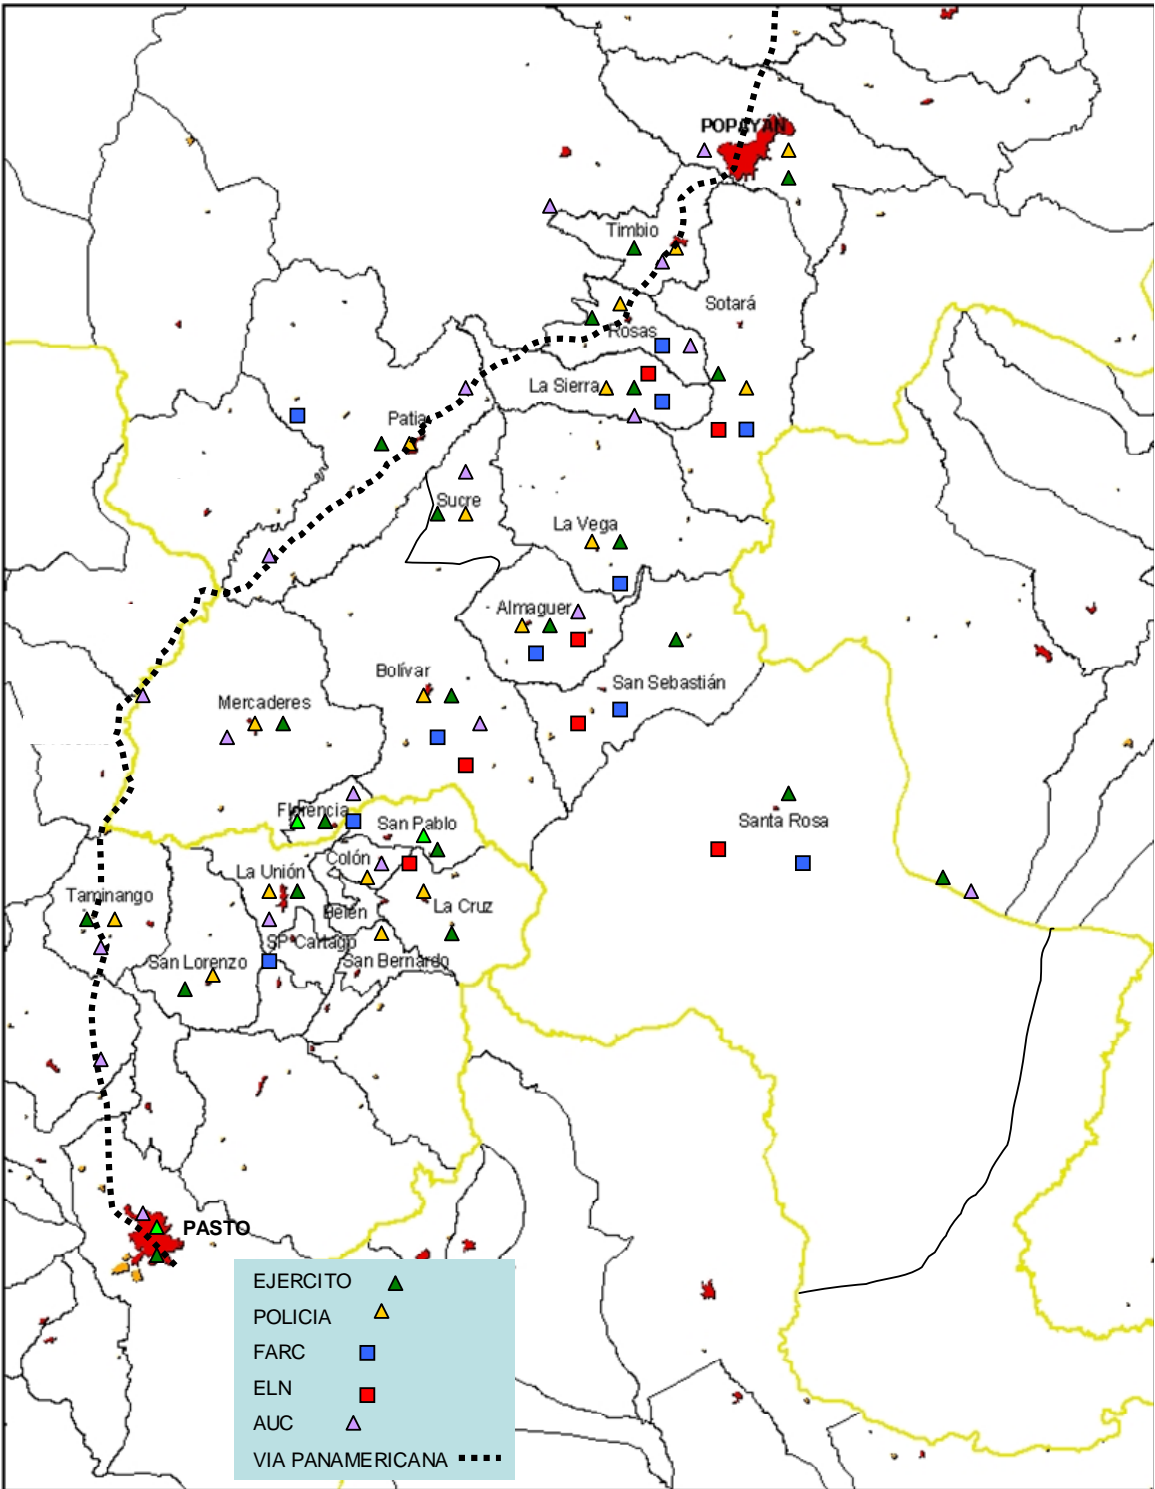 POPAYAN
Timbio
Sotará
Rosas
La Sierra
Patia
Sucre
La Vega
Almaguer
Bolívar
San Sebastián
Mercaderes
Florencia
San Pablo
Santa Rosa
Colón
La Unión
Taminango
Belén
La Cruz
SP Cartago
San Lorenzo
San Bernardo
PASTO
EJERCITO
POLICIA
FARC
ELN
AUC
VIA PANAMERICANA